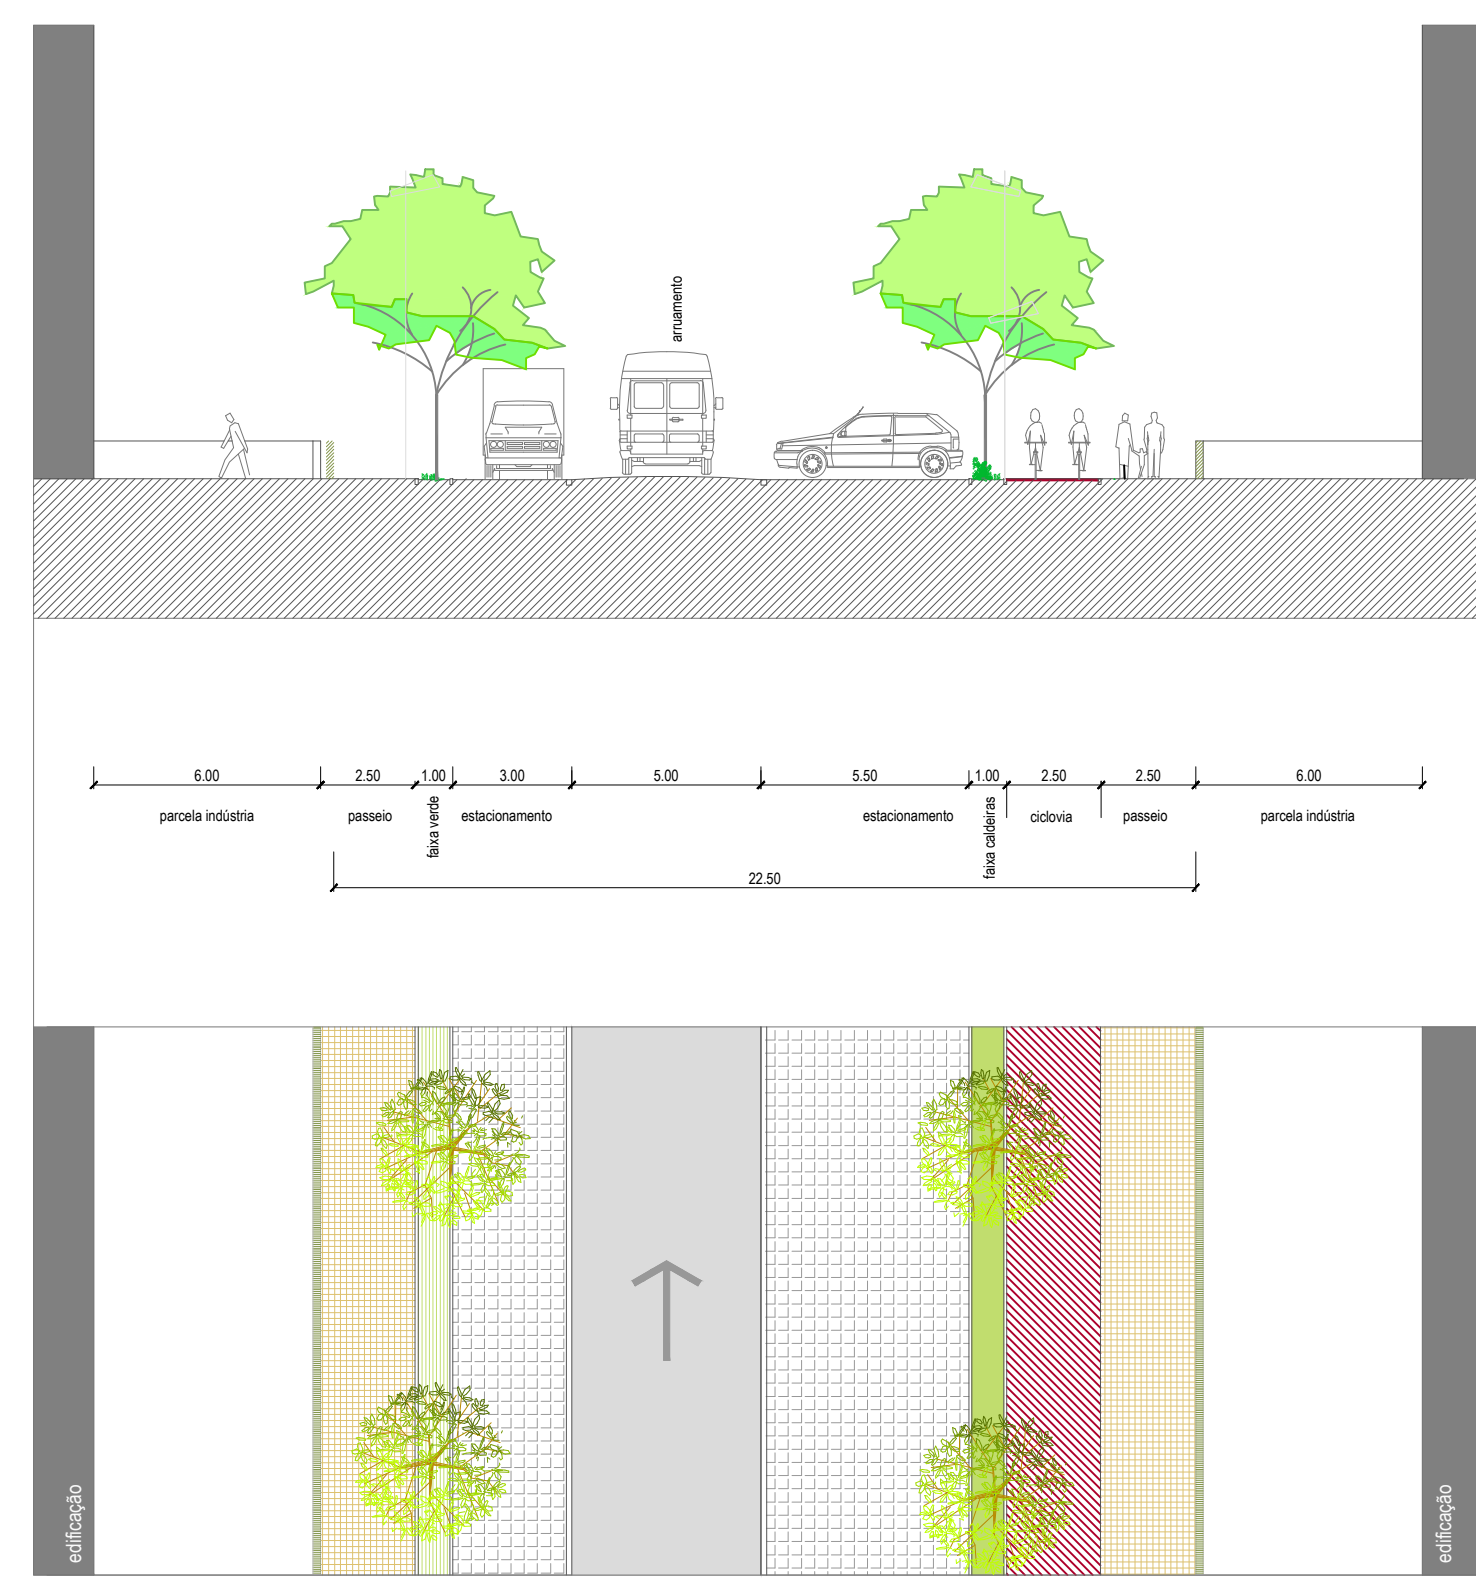 arruamento
6.00 2.50 1.00 3.00 5.00 5.50 1.00 2.50 2.50 6.00
parcela indústria passeio faixa verde estacionamento estacionamento faixa caldeiras ciclovia passeio parcela indústria
22.50
edificação
edificação